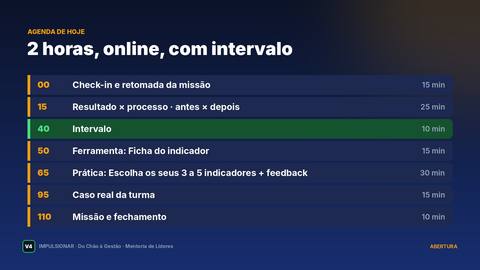 AGENDA DE HOJE
2 horas, online, com intervalo
00 Check-in e retomada da missão 15 min
15 Resultado × processo · antes × depois 25 min
40 Intervalo 10 min
50 Ferramenta: Ficha do indicador 15 min
65 Prática: Escolha os seus 3 a 5 indicadores + feedback 30 min
95 Caso real da turma 15 min
110 Missão e fechamento 10 min
V4 IMPULSIONAR · Do Chão à Gestão · Mentoria de Líderes ABERTURA